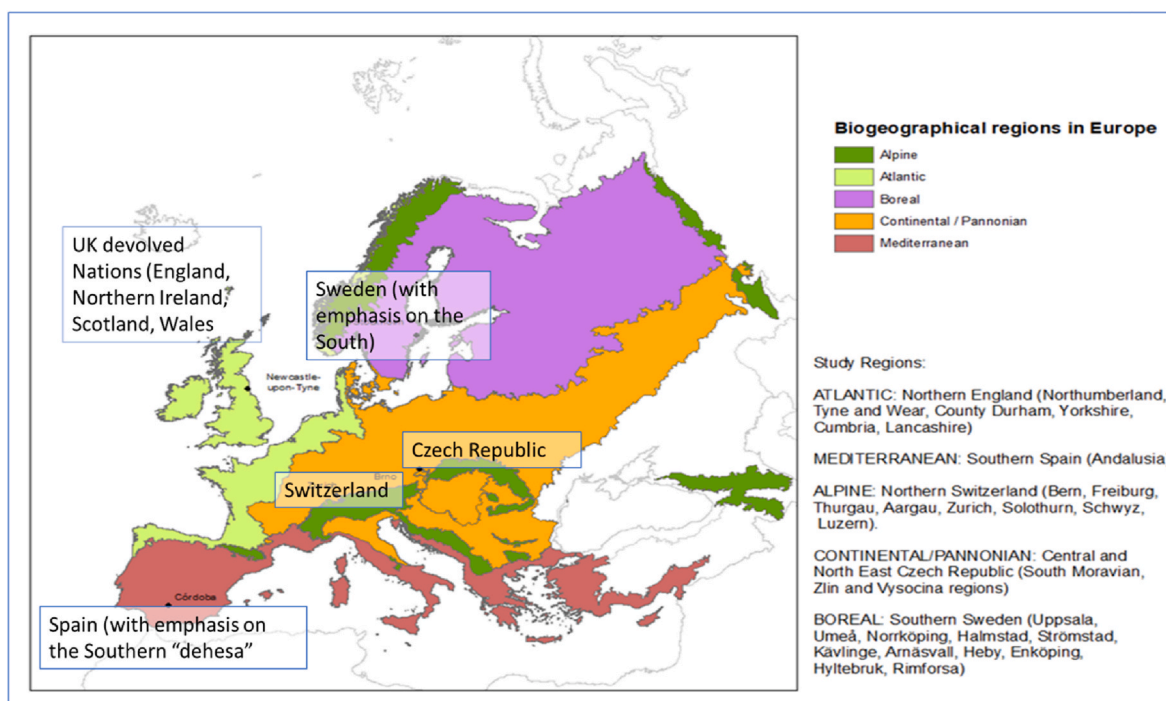 UK devolved
Nations (England,
Northern Ireland,
Scotland, Wales
Sweden (with
emphasis on the
South)
Newcastle-
upon-Tyne
Czech Republic
Brno
Switzerland
Córdoba
Spain (with emphasis on
the Southern “dehesa”
Biogeographical regions in Europe
Alpine
Atlantic
Boreal
Continental / Pannonian
Mediterranean
Study Regions:
ATLANTIC: Northern England (Northumberland,
Tyne and Wear, County Durham, Yorkshire,
Cumbria, Lancashire)
MEDITERRANEAN: Southern Spain (Andalusia
ALPINE: Northern Switzerland (Bern, Freiburg,
Thurgau, Aargau, Zurich, Solothurn, Schwyz,
Luzern).
CONTINENTAL/PANNONIAN: Central and
North East Czech Republic (South Moravian,
Zlin and Vysocina regions)
BOREAL: Southern Sweden (Uppsala,
Umeå, Norrköping, Halmstad, Strömstad,
Kävlinge, Arnäsvall, Heby, Enköping,
Hyltebruk, Rimforsa)